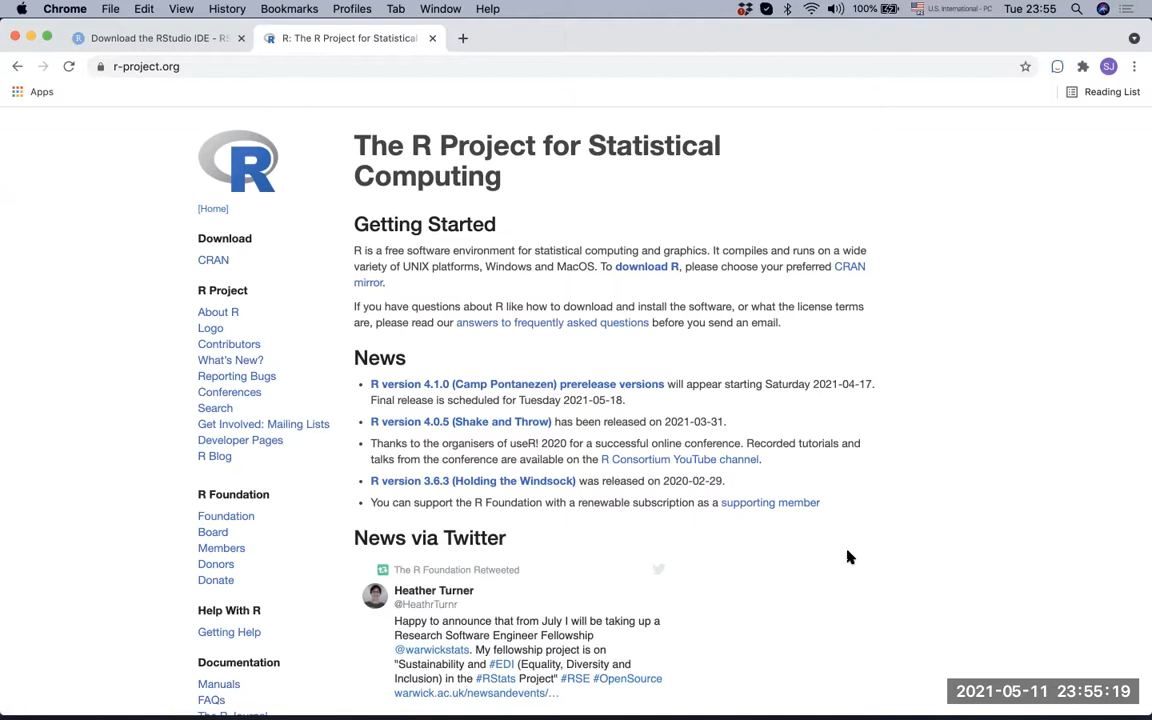 Chrome File Edit View History Bookmarks Profiles Tab Window Help 100% U.S. International - PC Tue 23:55
Download the RStudio IDE - RS R: The R Project for Statistical
r-project.org SJ
Apps Reading List
R
[Home]
Download
CRAN
R Project
About R
Logo
Contributors
What's New?
Reporting Bugs
Conferences
Search
Get Involved: Mailing Lists
Developer Pages
R Blog
R Foundation
Foundation
Board
Members
Donors
Donate
Help With R
Getting Help
Documentation
Manuals
FAQs
The R Journal
The R Project for Statistical
Computing
Getting Started
R is a free software environment for statistical computing and graphics. It compiles and runs on a wide
variety of UNIX platforms, Windows and MacOS. To download R, please choose your preferred CRAN
mirror.
If you have questions about R like how to download and install the software, or what the license terms
are, please read our answers to frequently asked questions before you send an email.
News
• R version 4.1.0 (Camp Pontanezen) prerelease versions will appear starting Saturday 2021-04-17.
Final release is scheduled for Tuesday 2021-05-18.
• R version 4.0.5 (Shake and Throw) has been released on 2021-03-31.
• Thanks to the organisers of useR! 2020 for a successful online conference. Recorded tutorials and
talks from the conference are available on the R Consortium YouTube channel.
• R version 3.6.3 (Holding the Windsock) was released on 2020-02-29.
• You can support the R Foundation with a renewable subscription as a supporting member
News via Twitter
The R Foundation Retweeted
Heather Turner
@HeathrTurnr
Happy to announce that from July I will be taking up a
Research Software Engineer Fellowship
@warwickstats. My fellowship project is on
"Sustainability and #EDI (Equality, Diversity and
Inclusion) in the #RStats Project" #RSE #OpenSource
warwick.ac.uk/newsandevents/…
2021-05-11 23:55:19